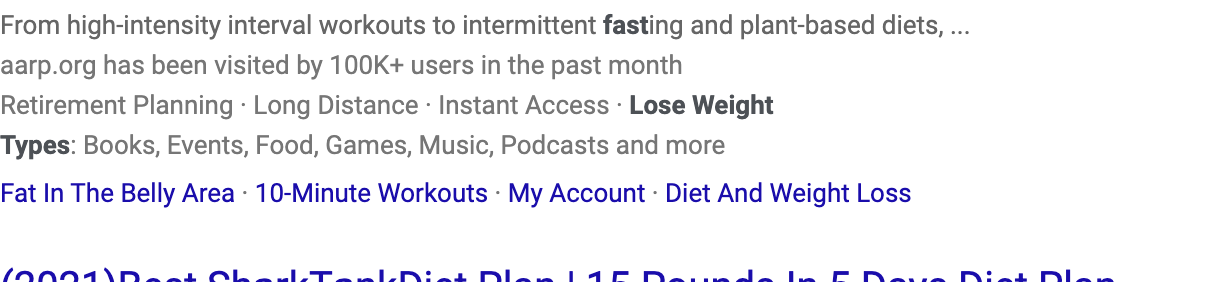 From high-intensity interval workouts to intermittent fasting and plant-based diets, ...
aarp.org has been visited by 100K+ users in the past month
Retirement Planning · Long Distance · Instant Access · Lose Weight
Types: Books, Events, Food, Games, Music, Podcasts and more
Fat In The Belly Area · 10-Minute Workouts · My Account · Diet And Weight Loss
(2021)Best SharkTankDiet Plan | 15 Pounds In 5 Days Diet Plan